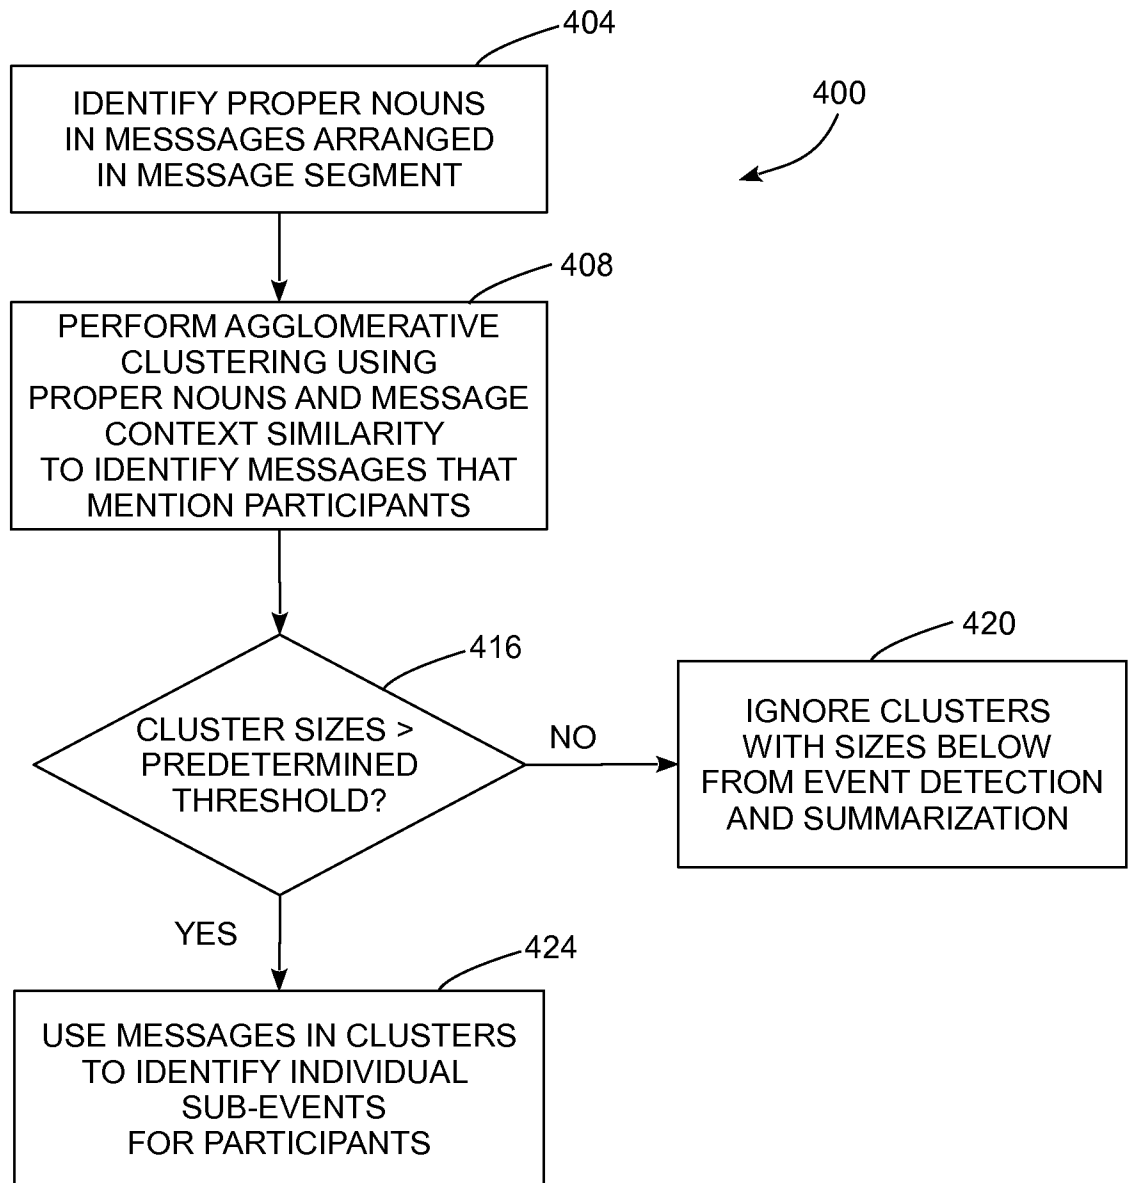 404
IDENTIFY PROPER NOUNS
IN MESSSAGES ARRANGED
IN MESSAGE SEGMENT
400
408
PERFORM AGGLOMERATIVE
CLUSTERING USING
PROPER NOUNS AND MESSAGE
CONTEXT SIMILARITY
TO IDENTIFY MESSAGES THAT
MENTION PARTICIPANTS
416
CLUSTER SIZES >
PREDETERMINED
THRESHOLD?
NO
420
IGNORE CLUSTERS
WITH SIZES BELOW
FROM EVENT DETECTION
AND SUMMARIZATION
YES
424
USE MESSAGES IN CLUSTERS
TO IDENTIFY INDIVIDUAL
SUB-EVENTS
FOR PARTICIPANTS